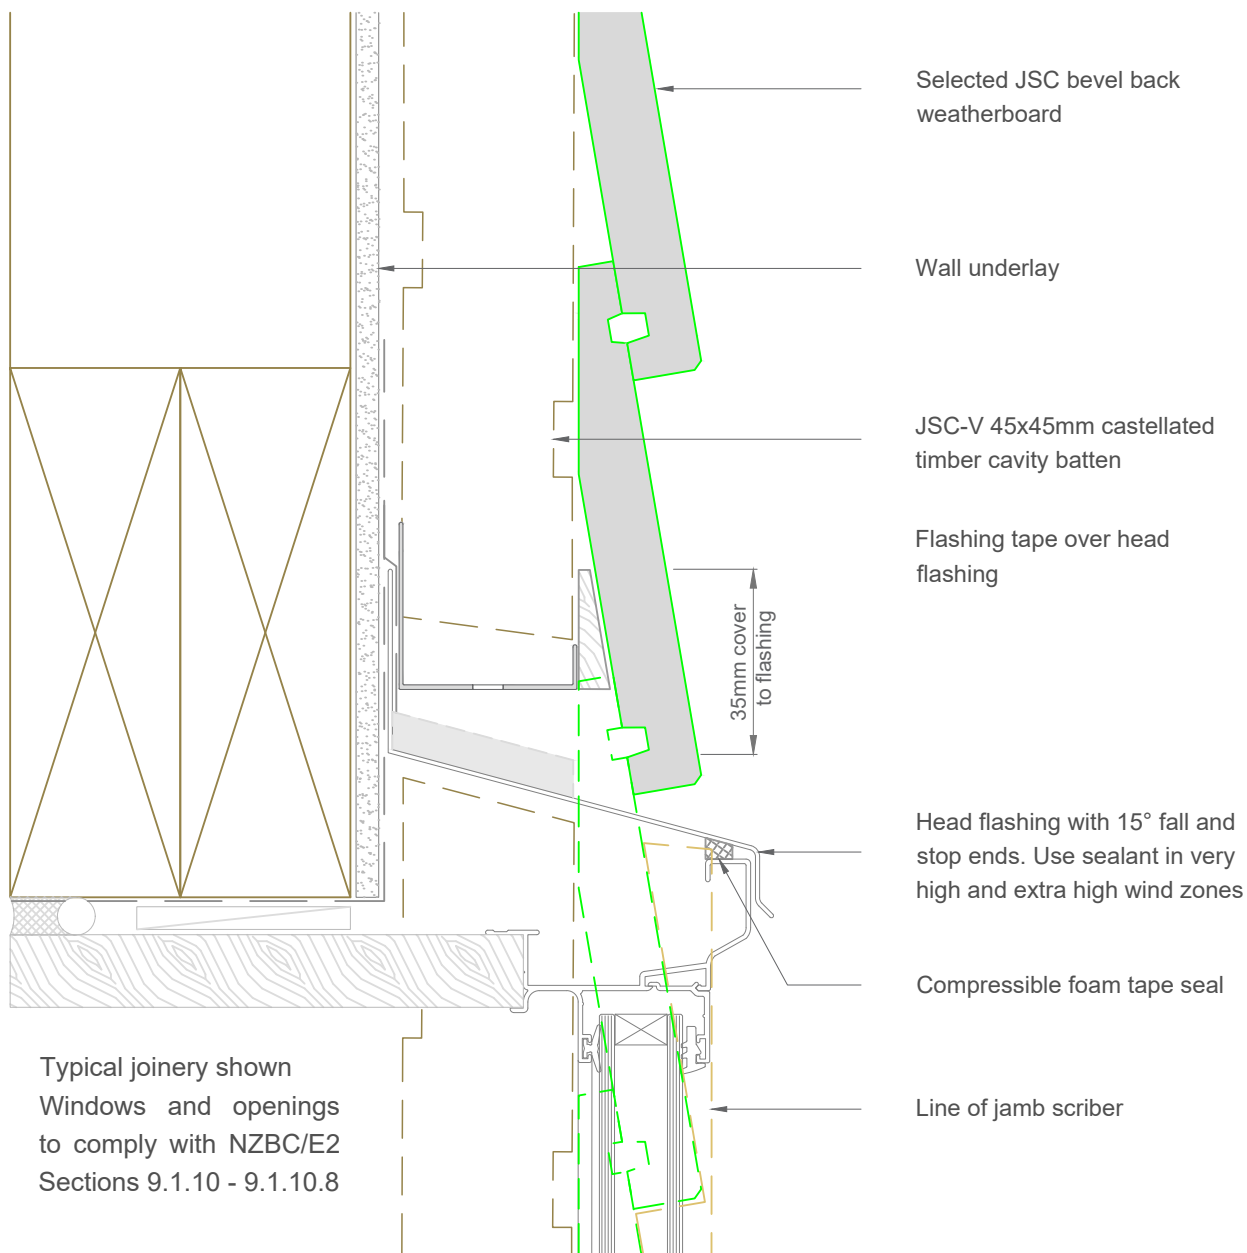 Selected JSC bevel back
weatherboard
Wall underlay
JSC-V 45x45mm castellated
timber cavity batten
Flashing tape over head
flashing
35mm cover
to flashing
Head flashing with 15° fall and
stop ends. Use sealant in very
high and extra high wind zones
Compressible foam tape seal
Line of jamb scriber
Typical joinery shown
Windows and openings
to comply with NZBC/E2
Sections 9.1.10 - 9.1.10.8